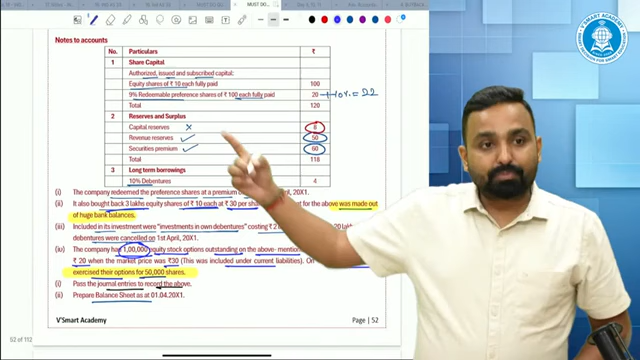 MUST DO...
Notes to accounts
No. Particulars ₹
1 Share Capital
Authorized, issued and subscribed capital:
Equity shares of ₹ 10 each fully paid 100
9% Redeemable preference shares of ₹ 100 each fully paid 20 + 10%. = 22
Total 120
2 Reserves and Surplus
Capital reserves × 8
Revenue reserves ✓ 50
Securities premium ✓ 60
Total 118
3 Long term borrowings
10% Debentures 4
(i) The company redeemed the preference shares at a premium 20X1.
(ii) It also bought back 3 lakhs equity shares of ₹ 10 each at ₹ 30 per for the above was made out
of huge bank balances.
(iii) Included in its investment were "investments in own debentures" costing ₹ 2 lakhs
debentures were cancelled on 1st April, 20X1.
(iv) The company has 1,00,000 equity stock options outstanding on the above-
₹ 20 when the market price was ₹30 (This was included under current liabilities). On
exercised their options for 50,000 shares.
(i) Pass the journal entries to record the above.
(ii) Prepare Balance Sheet as at 01.04.20X1.
V'Smart Academy Page | 52
52 of 112
V'SMART ACADEMY